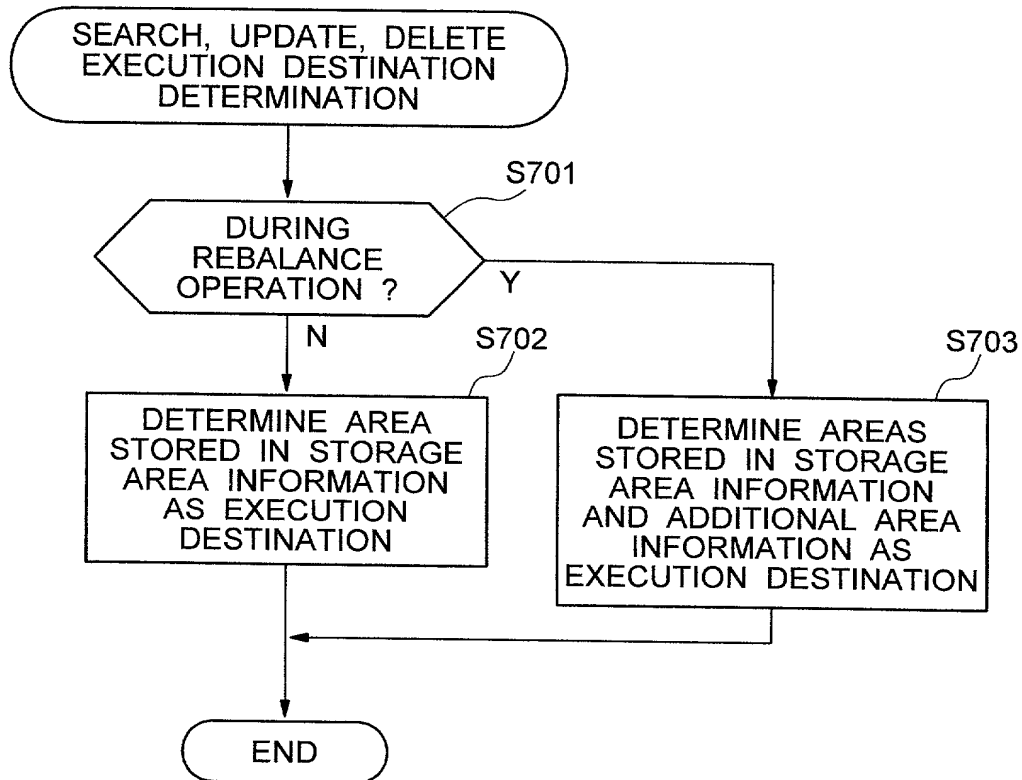 SEARCH, UPDATE, DELETE
EXECUTION DESTINATION
DETERMINATION
S701
DURING
REBALANCE
OPERATION ?
Y
N
S702
DETERMINE AREA
STORED IN STORAGE
AREA INFORMATION
AS EXECUTION
DESTINATION
S703
DETERMINE AREAS
STORED IN STORAGE
AREA INFORMATION
AND ADDITIONAL AREA
INFORMATION AS
EXECUTION DESTINATION
END